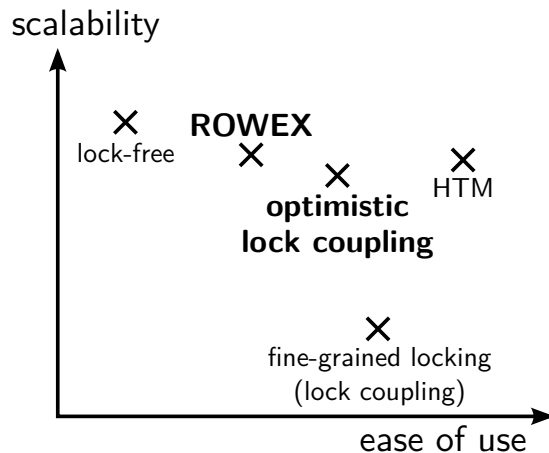 scalability
ROWEX
lock-free
HTM
optimistic
lock coupling
fine-grained locking
(lock coupling)
ease of use